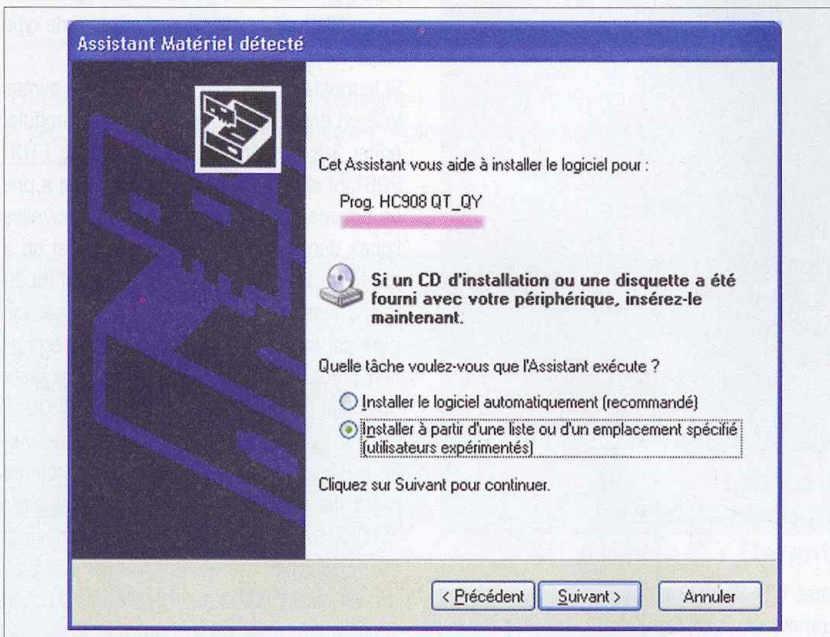 Assistant Matériel détecté
Cet Assistant vous aide à installer le logiciel pour :
Prog. HC908 QT_QY
Si un CD d'installation ou une disquette a été
fourni avec votre périphérique, insérez-le
maintenant.
Quelle tâche voulez-vous que l'Assistant exécute ?
Installer le logiciel automatiquement (recommandé)
Installer à partir d'une liste ou d'un emplacement spécifié
(utilisateurs expérimentés)
Cliquez sur Suivant pour continuer.
< Précédent
Suivant >
Annuler